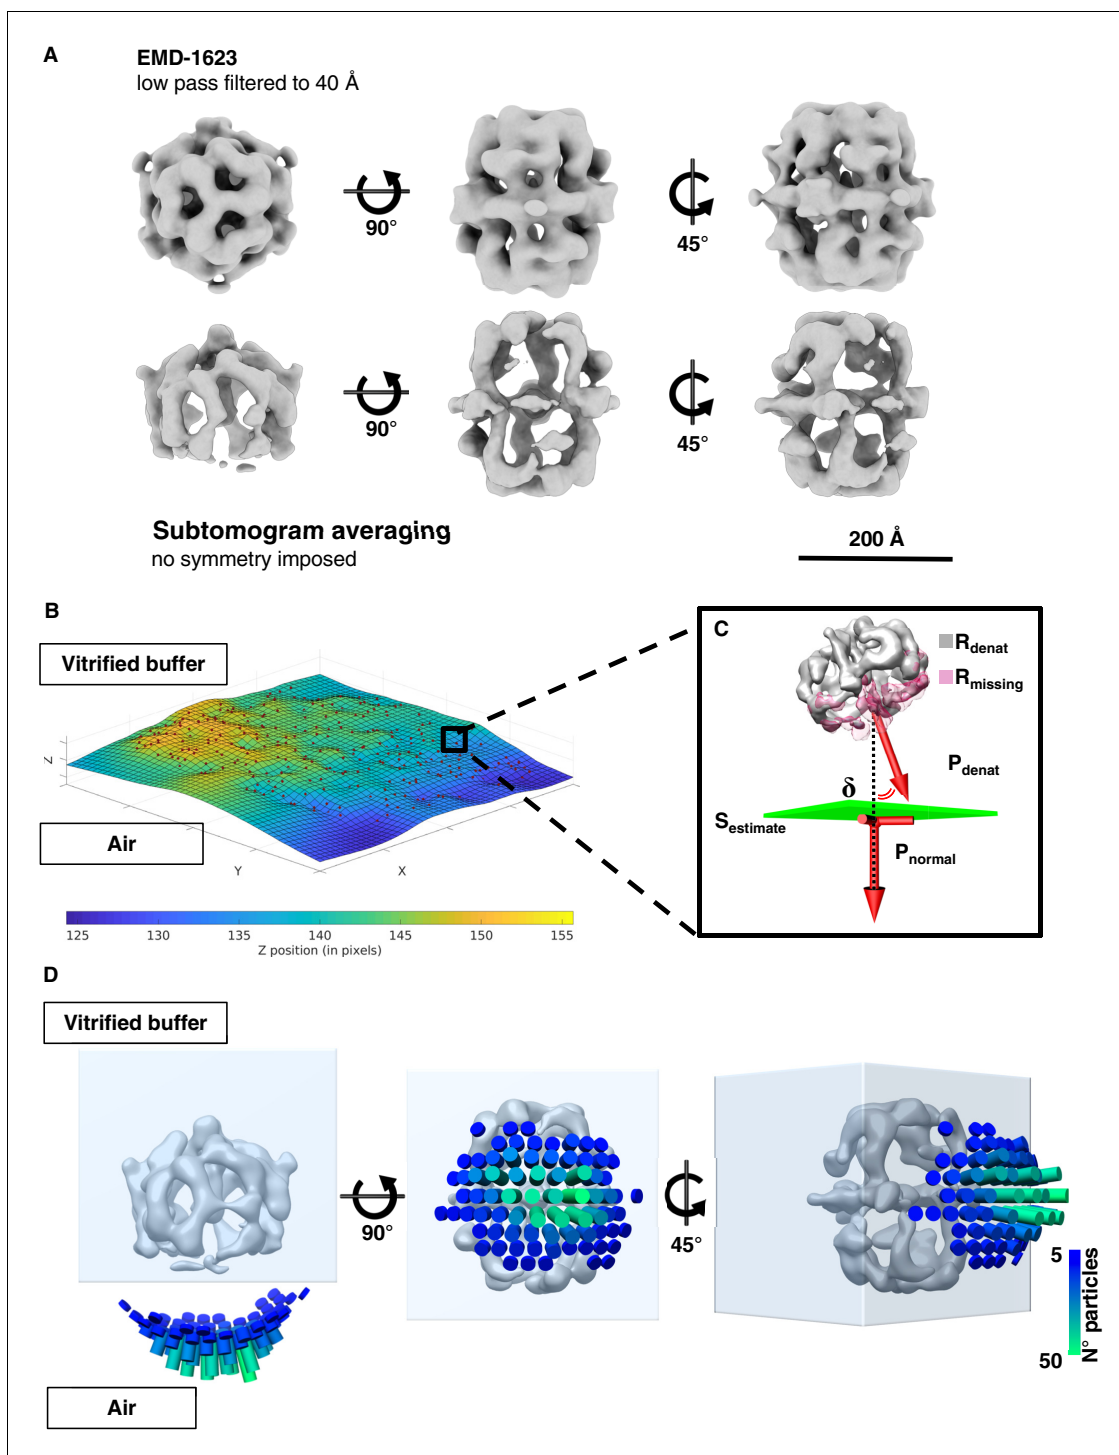 A
EMD-1623
low pass filtered to 40 Å
90°
45°
90°
45°
Subtomogram averaging
no symmetry imposed
200 Å
B
Vitrified buffer
Z
Air
Y
X
125 130 135 140 145 150 155
Z position (in pixels)
C
Rdenat
Rmissing
Pdenat
δ
Sestimate
Pnormal
D
Vitrified buffer
90°
45°
5
50
N° particles
Air